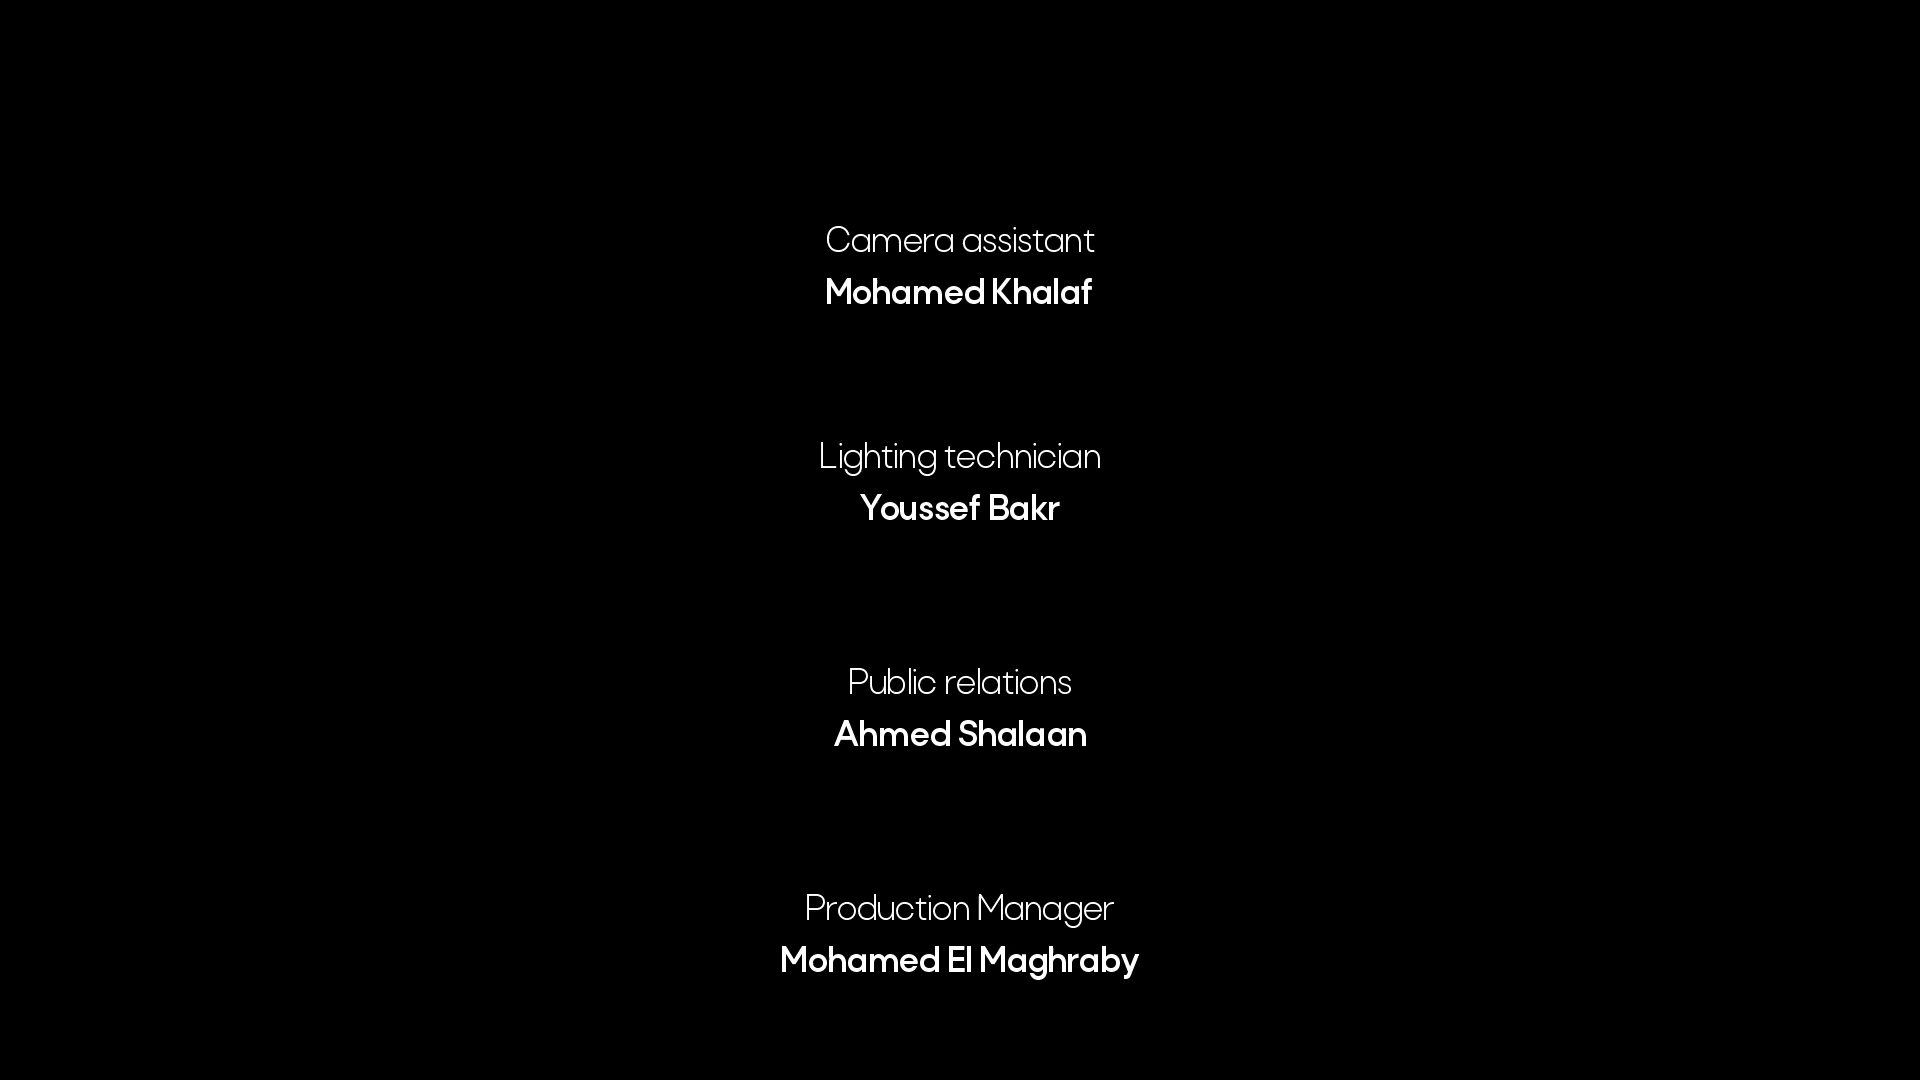 Camera assistant
Mohamed Khalaf
Lighting technician
Youssef Bakr
Public relations
Ahmed Shalaan
Production Manager
Mohamed El Maghraby